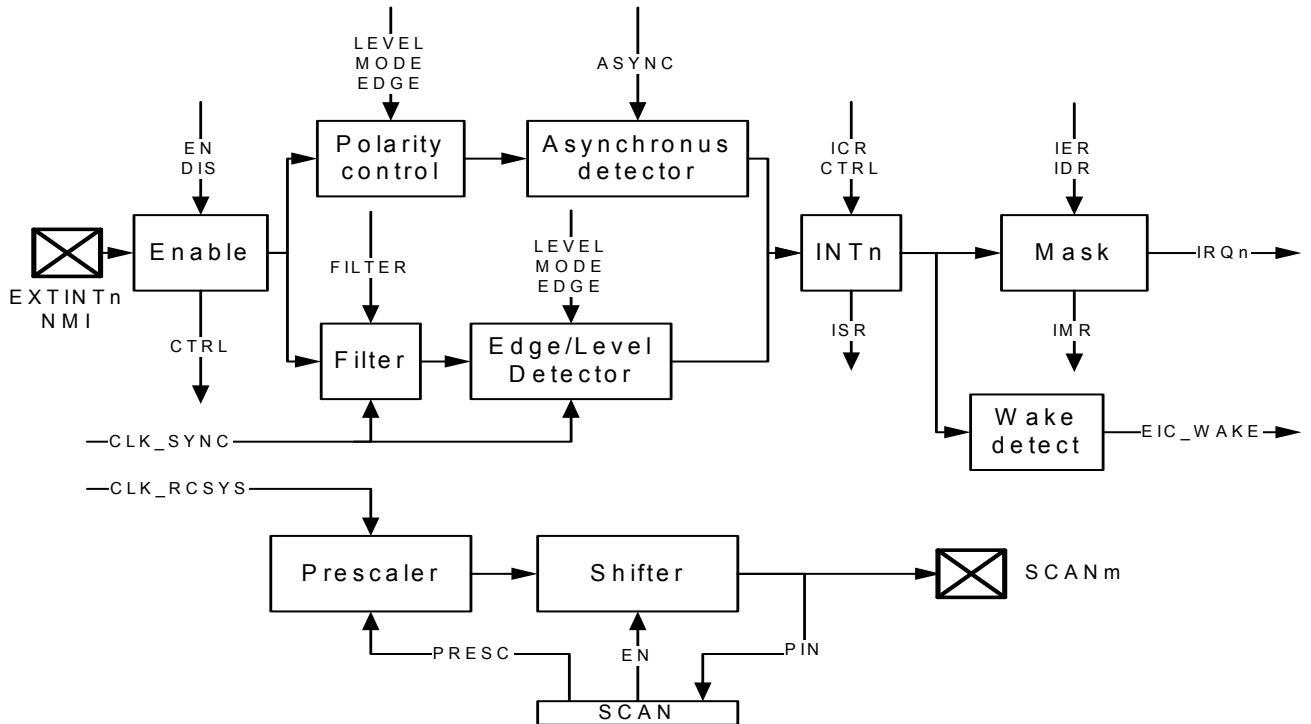 LEVEL
MODE
EDGE
ASYNC
EN
DIS
Polarity
control
Asynchronus
detector
ICR
CTRL
IER
IDR
EXTINTn
NMI
Enable
FILTER
LEVEL
MODE
EDGE
INTn
Mask
IRQn
CTRL
Filter
Edge/Level
Detector
ISR
IMR
CLK_SYNC
Wake
detect
EIC_WAKE
CLK_RCSYS
Prescaler
Shifter
SCANm
PRESC
EN
PIN
SCAN